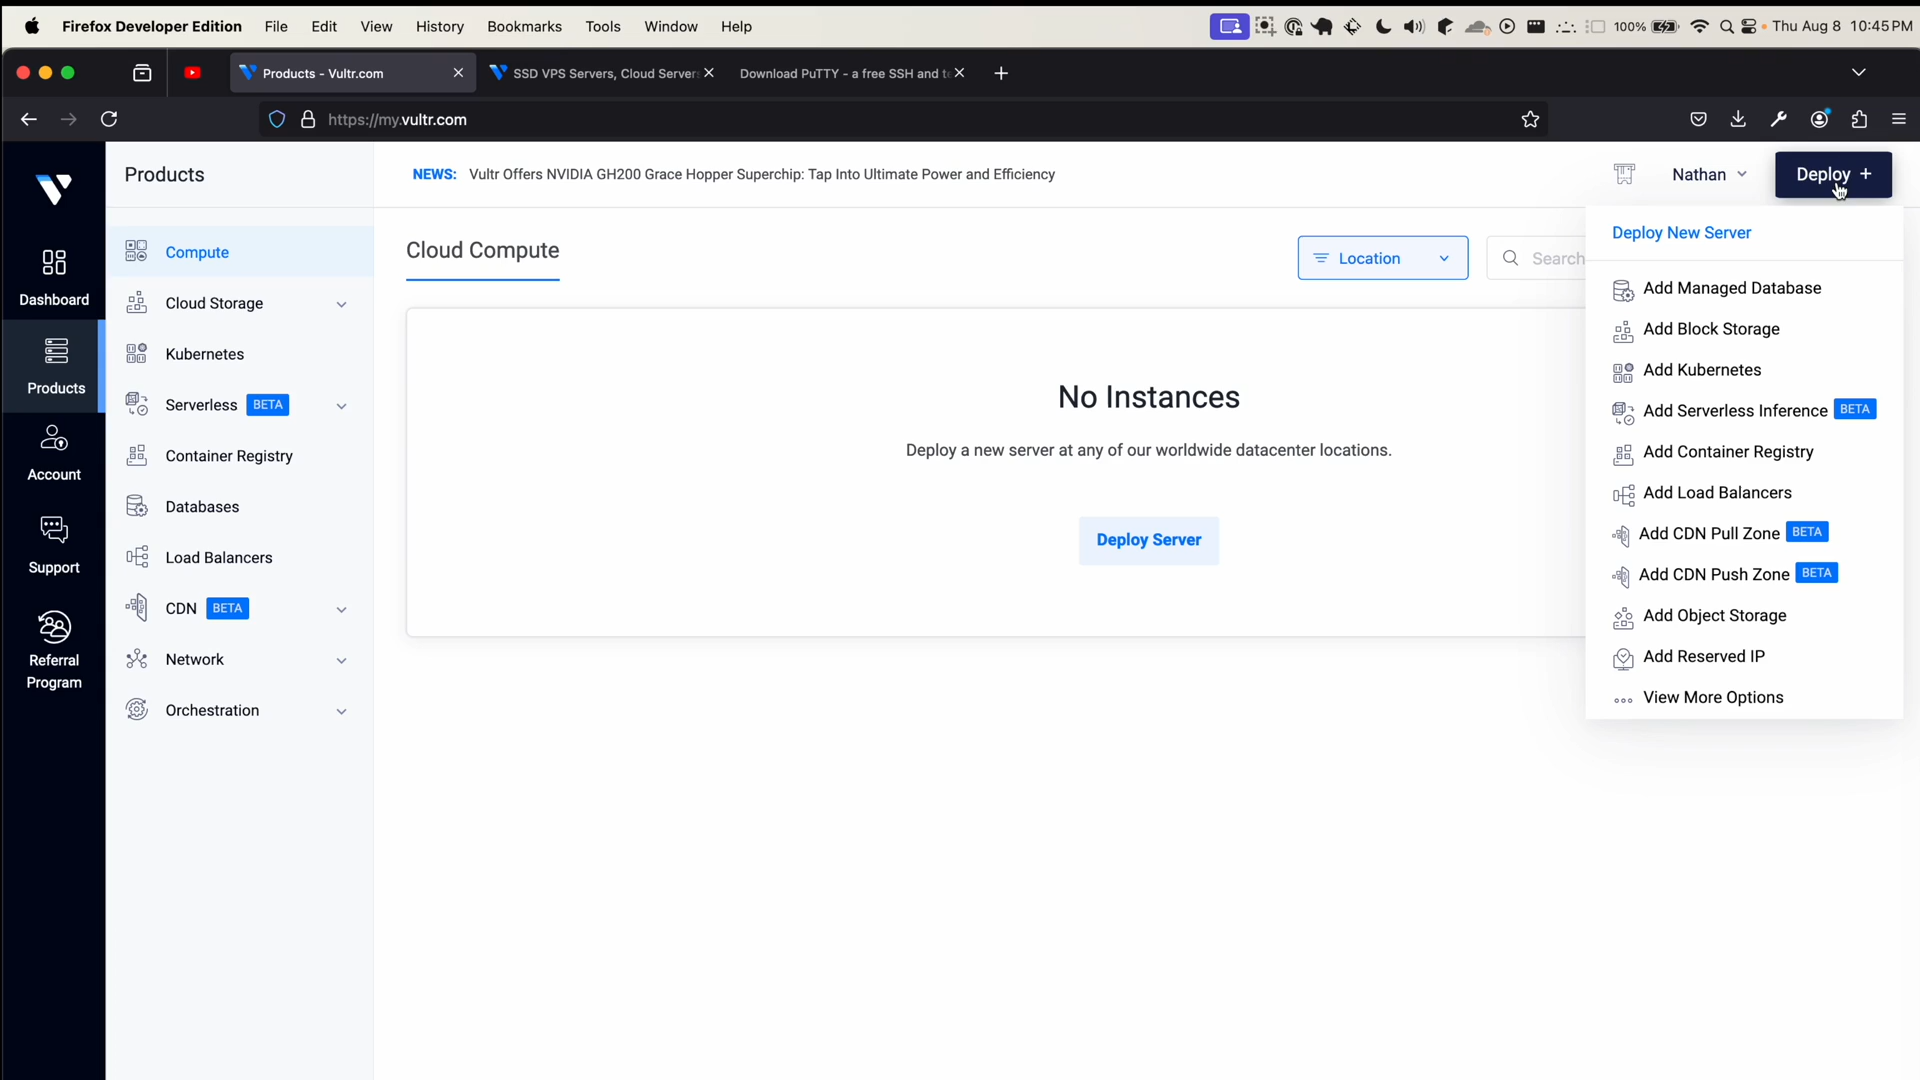 Firefox Developer Edition File Edit View History Bookmarks Tools Window Help 100% Thu Aug 8 10:45 PM
Products - Vultr.com SSD VPS Servers, Cloud Server Download PuTTY - a free SSH and t
https://my.vultr.com
Products
NEWS: Vultr Offers NVIDIA GH200 Grace Hopper Superchip: Tap Into Ultimate Power and Efficiency
Nathan
Deploy +
Dashboard
Products
Account
Support
Referral
Program
Compute
Cloud Storage
Kubernetes
Serverless BETA
Container Registry
Databases
Load Balancers
CDN BETA
Network
Orchestration
Cloud Compute
Location
Search
No Instances
Deploy a new server at any of our worldwide datacenter locations.
Deploy Server
Deploy New Server
Add Managed Database
Add Block Storage
Add Kubernetes
Add Serverless Inference BETA
Add Container Registry
Add Load Balancers
Add CDN Pull Zone BETA
Add CDN Push Zone BETA
Add Object Storage
Add Reserved IP
View More Options